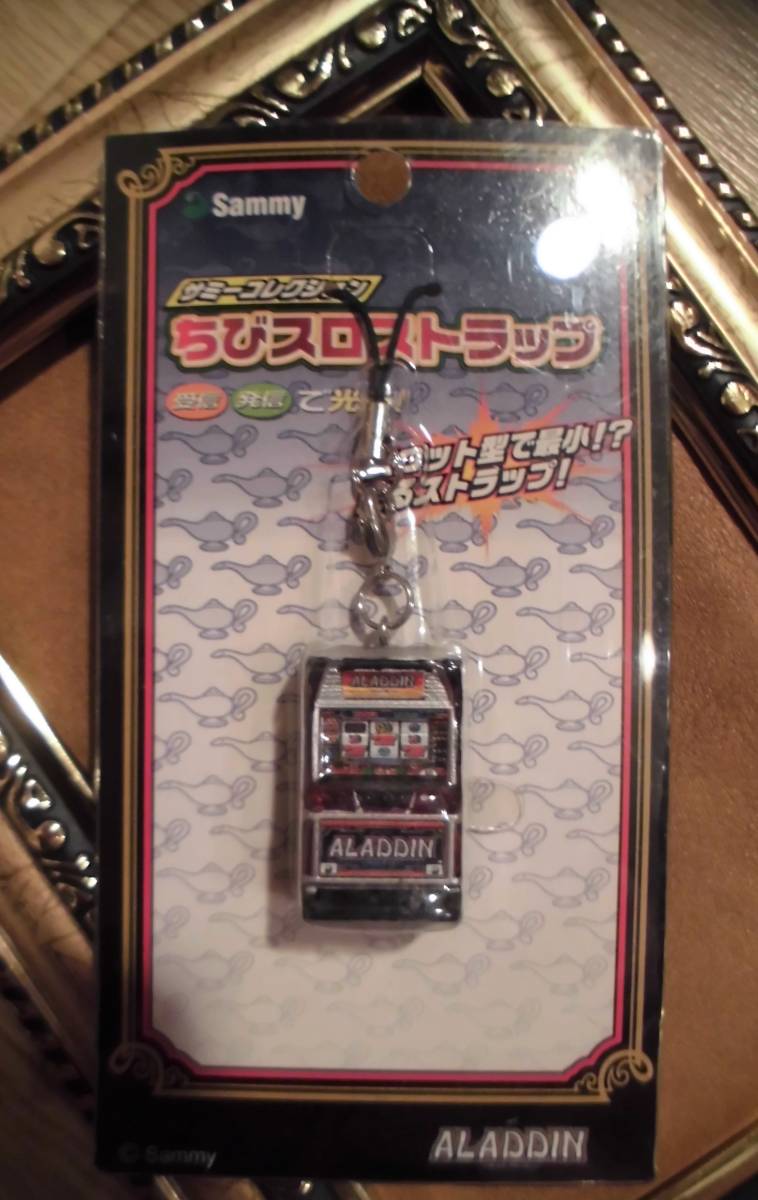 Sammy
サミーコレクション
ちびスロストラップ
受信 発信 で光
ット型で最小!?
るストラップ!
ALADDIN
ALADDIN
© Sammy
ALADDIN